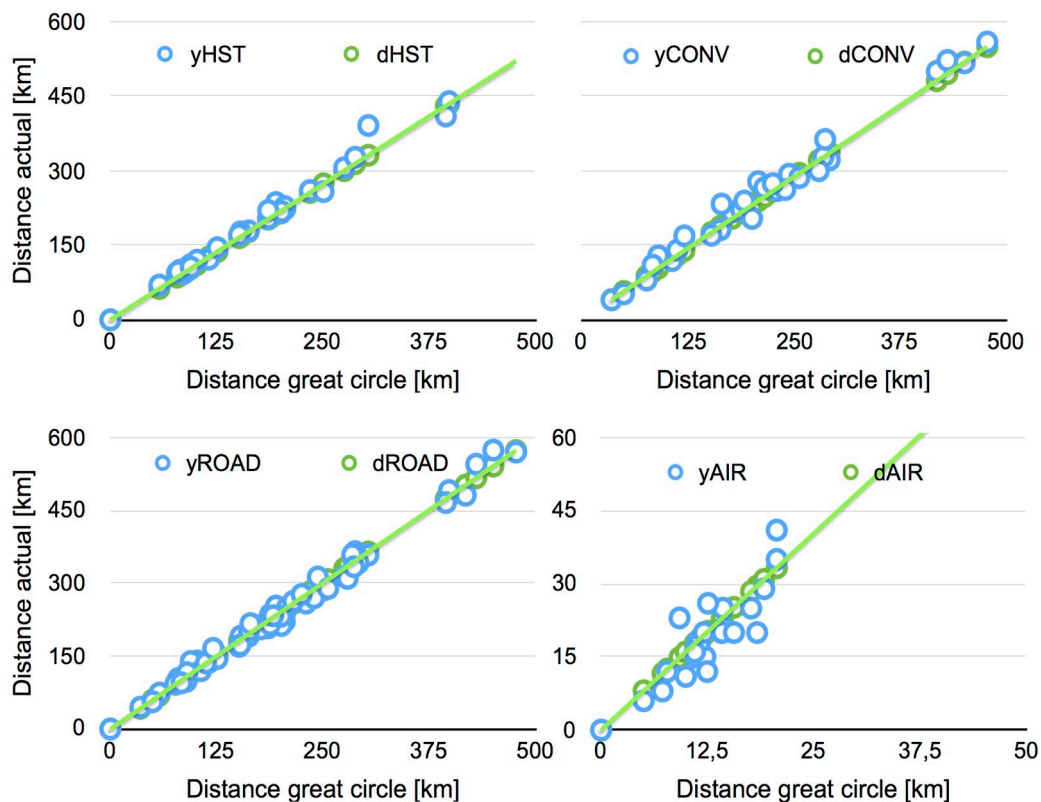 600
450
300
150
0
Distance actual [km]
yHST
dHST
0
125
250
375
500
Distance great circle [km]
yCONV
dCONV
0
125
250
375
500
Distance great circle [km]
600
450
300
150
0
Distance actual [km]
yROAD
dROAD
0
125
250
375
500
Distance great circle [km]
60
45
30
15
0
yAIR
dAIR
0
12,5
25
37,5
50
Distance great circle [km]